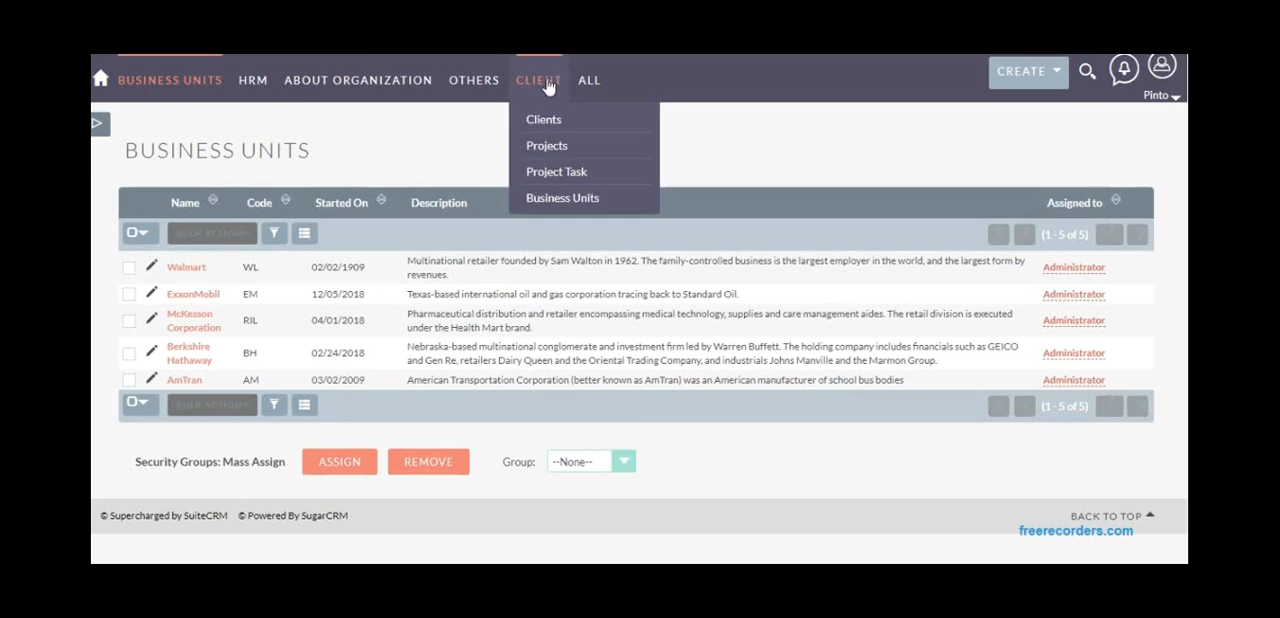 BUSINESS UNITS HRM ABOUT ORGANIZATION OTHERS CLIENT ALL CREATE
Pinto
Clients
Projects
Project Task
Business Units
BUSINESS UNITS
Name Code Started On Description Assigned to
BULK ACTION (1 - 5 of 5)
Walmart WL 02/02/1909 Multinational retailer founded by Sam Walton in 1962. The family-controlled business is the largest employer in the world, and the largest form by Administrator
revenues.
ExxonMobil EM 12/05/2018 Texas-based international oil and gas corporation tracing back to Standard Oil. Administrator
McKesson RIL 04/01/2018 Pharmaceutical distribution and retailer encompassing medical technology, supplies and care management aides. The retail division is executed Administrator
Corporation under the Health Mart brand.
Berkshire BH 02/24/2018 Nebraska-based multinational conglomerate and investment firm led by Warren Buffett. The holding company includes financials such as GEICO Administrator
Hathaway and Gen Re, retailers Dairy Queen and the Oriental Trading Company, and industrials Johns Manville and the Marmon Group.
AmTran AM 03/02/2009 American Transportation Corporation (better known as AmTran) was an American manufacturer of school bus bodies Administrator
BULK ACTION (1 - 5 of 5)
Security Groups: Mass Assign ASSIGN REMOVE Group: --None--
© Supercharged by SuiteCRM © Powered By SugarCRM BACK TO TOP
freerecorders.com